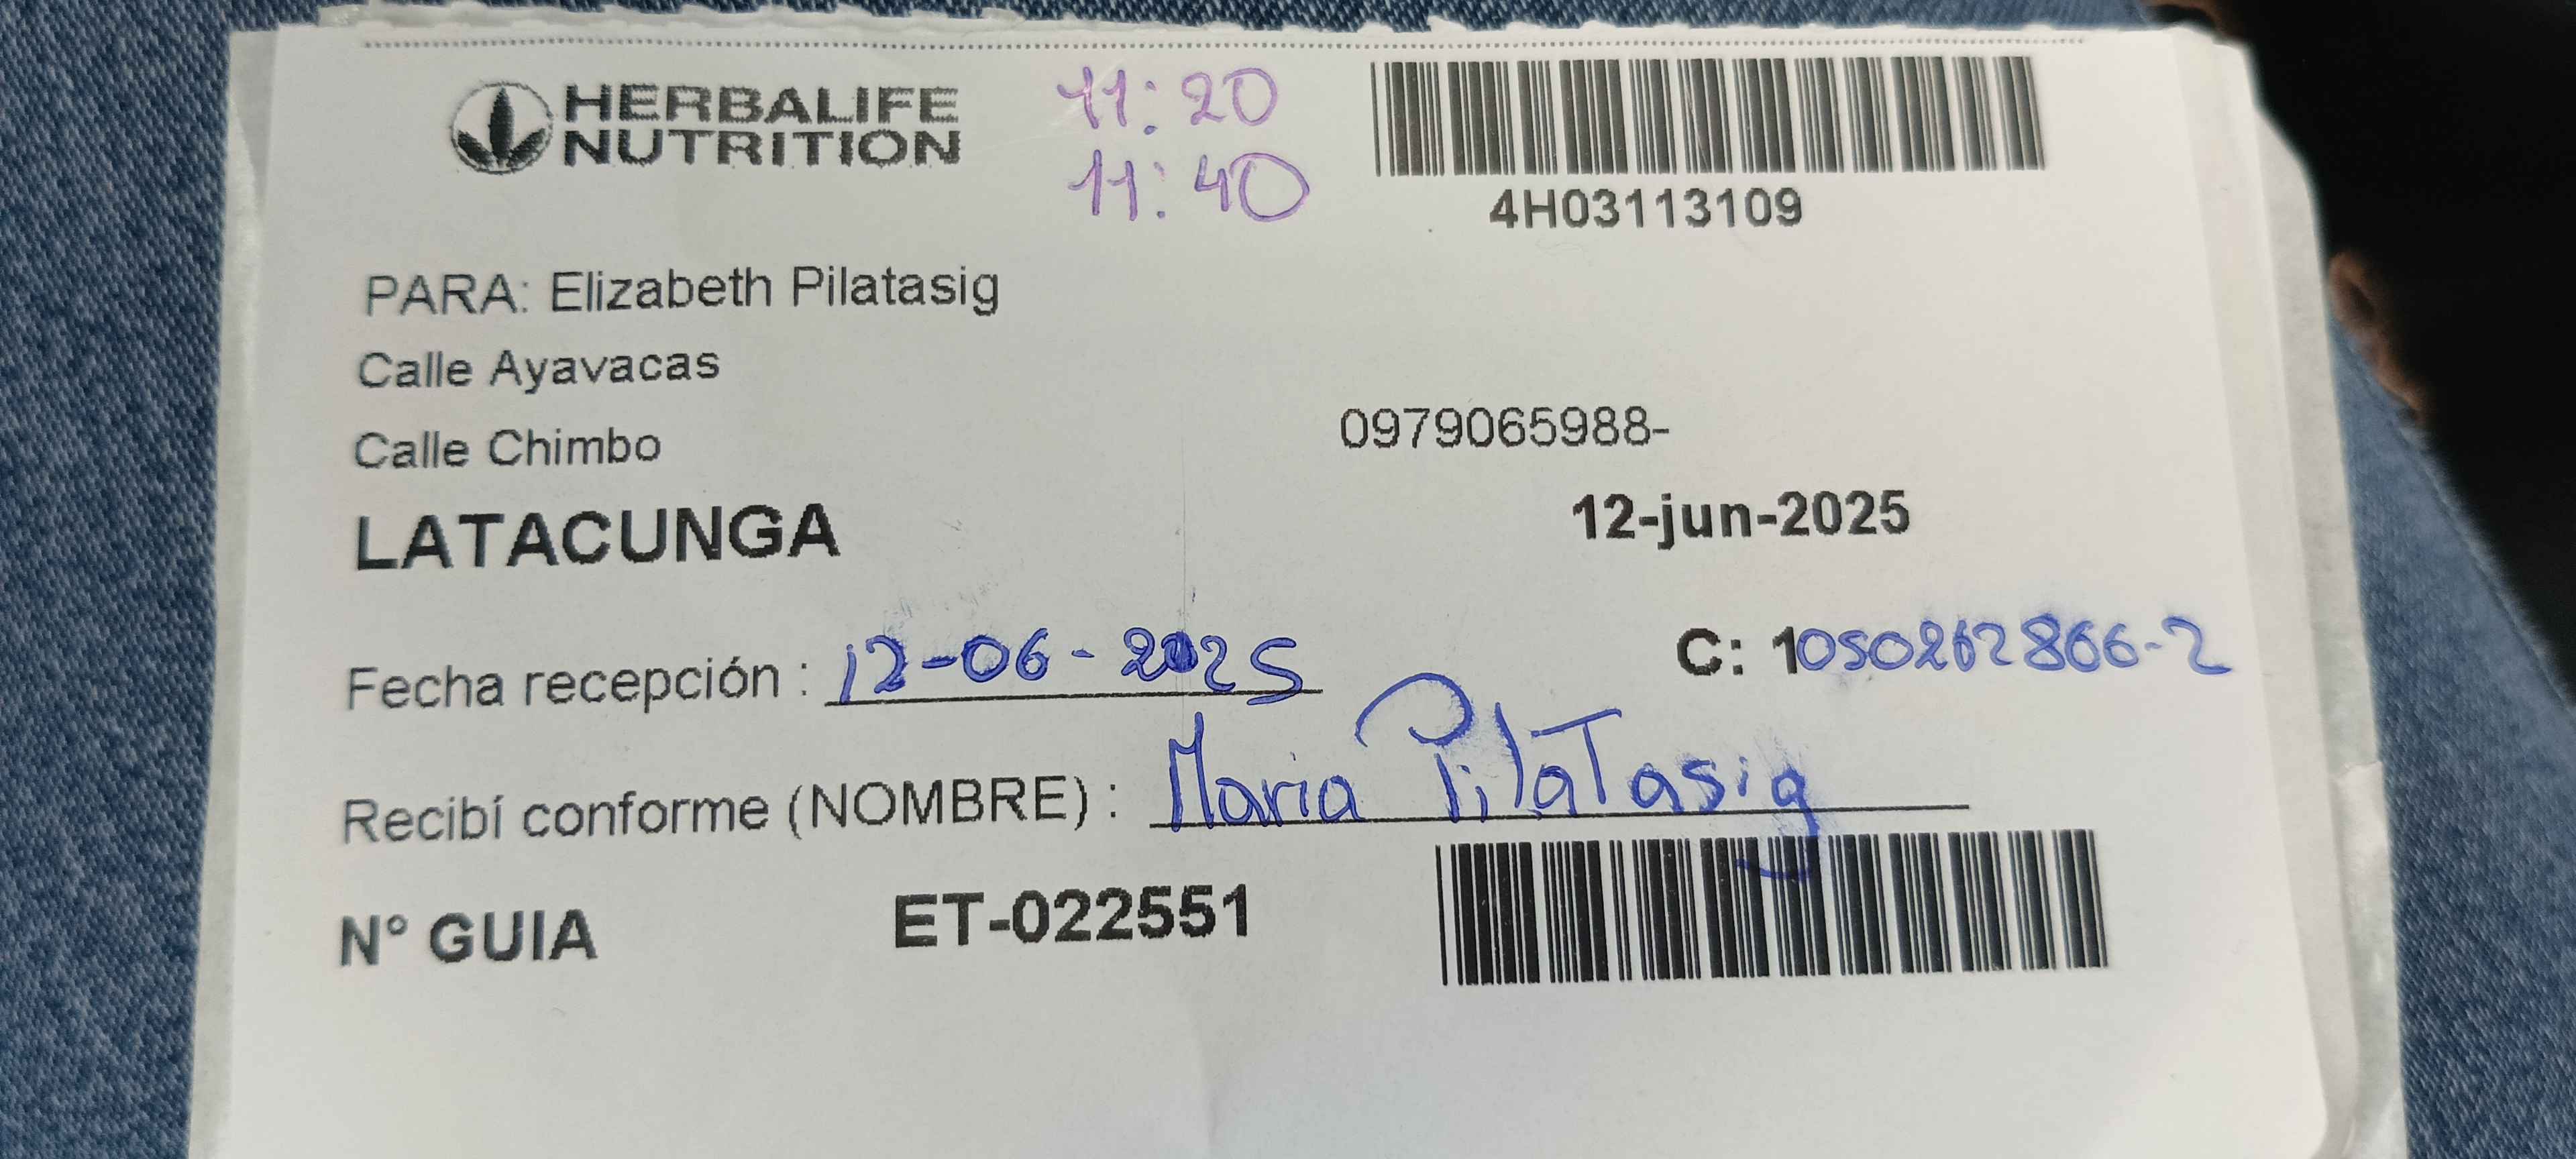 HERBALIFE
NUTRITION
11:20
11:40
4H03113109
PARA: Elizabeth Pilatasig
Calle Ayavacas
Calle Chimbo
0979065988-
LATACUNGA
12-jun-2025
Fecha recepción : 12-06-2025
C: 1050262866-2
Recibí conforme (NOMBRE) : Maria Pilatasig
N° GUIA ET-022551